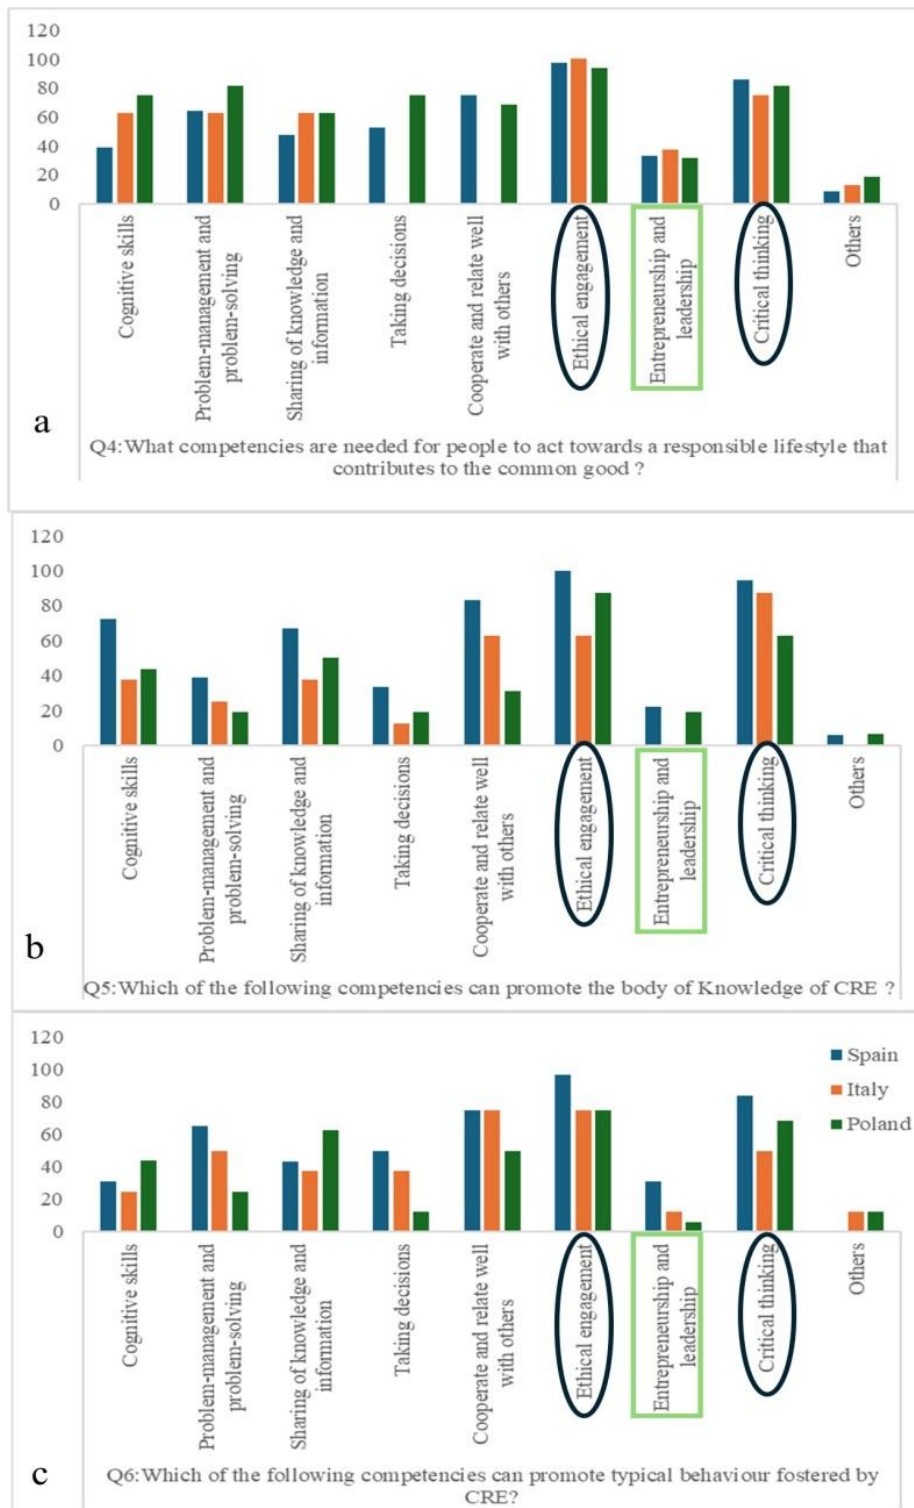 120
100
80
60
40
20
0
Cognitive skills
Problem-management and
problem-solving
Sharing of knowledge and
information
Taking decisions
Cooperate and relate well
with others
Ethical engagement
Entrepreneurship and
leadership
Critical thinking
Others
a
Q4:What competencies are needed for people to act towards a responsible lifestyle that
contributes to the common good ?
120
100
80
60
40
20
0
Cognitive skills
Problem-management and
problem-solving
Sharing of knowledge and
information
Taking decisions
Cooperate and relate well
with others
Ethical engagement
Entrepreneurship and
leadership
Critical thinking
Others
b
Q5:Which of the following competencies can promote the body of Knowledge of CRE ?
120
100
80
60
40
20
0
Spain
Italy
Poland
Cognitive skills
Problem-management and
problem-solving
Sharing of knowledge and
information
Taking decisions
Cooperate and relate well
with others
Ethical engagement
Entrepreneurship and
leadership
Critical thinking
Others
c
Q6:Which of the following competencies can promote typical behaviour fostered by
CRE?